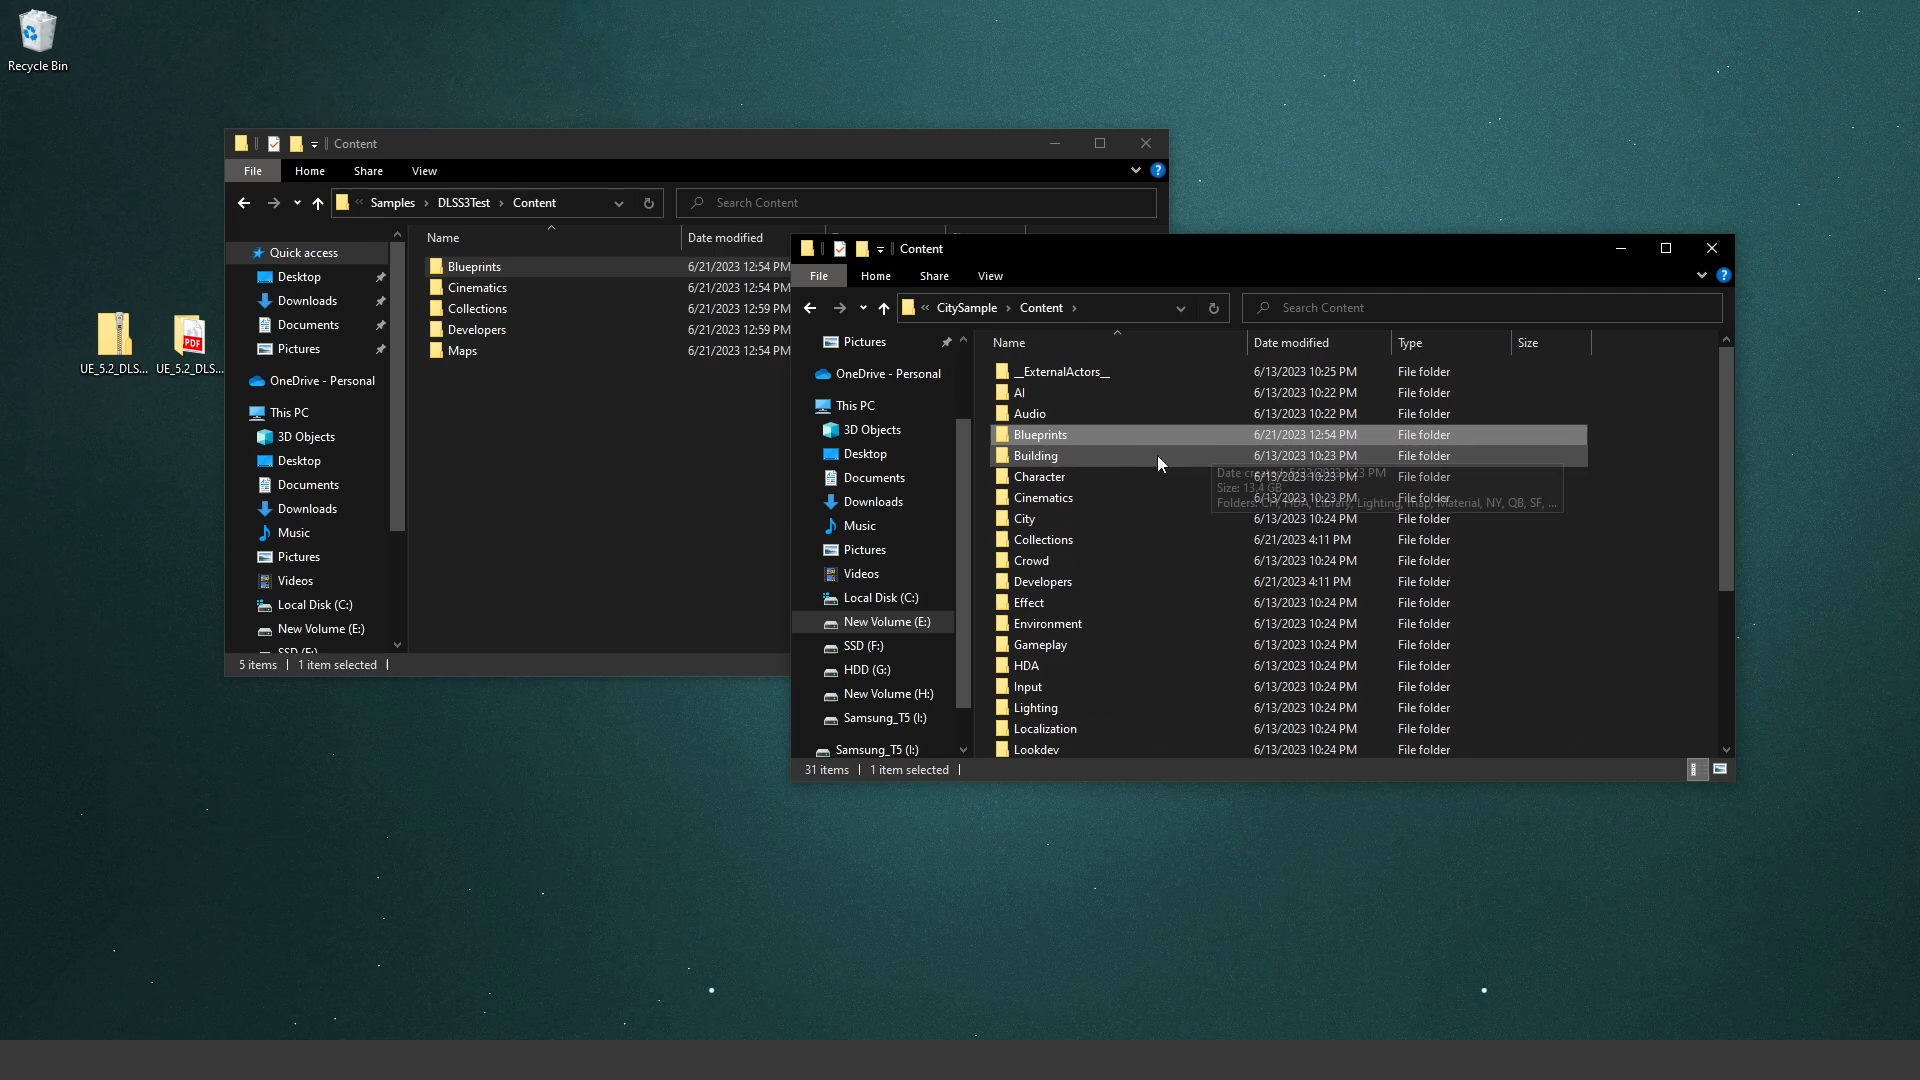 Recycle Bin
UE_5.2_DLS...
UE_5.2_DLS...
Content
File
Home
Share
View
Samples
DLSS3Test
Content
Search Content
Quick access
Desktop
Downloads
Documents
Pictures
OneDrive - Personal
This PC
3D Objects
Desktop
Documents
Downloads
Music
Pictures
Videos
Local Disk (C:)
New Volume (E:)
Name
Date modified
Blueprints 6/21/2023 12:54 PM
Cinematics 6/21/2023 12:54 PM
Collections 6/21/2023 12:59 PM
Developers 6/21/2023 12:59 PM
Maps 6/21/2023 12:54 PM
5 items
1 item selected
Content
File
Home
Share
View
CitySample
Content
Search Content
Pictures
OneDrive - Personal
This PC
3D Objects
Desktop
Documents
Downloads
Music
Pictures
Videos
Local Disk (C:)
New Volume (E:)
SSD (F:)
HDD (G:)
New Volume (H:)
Samsung_T5 (I:)
Samsung_T5 (I:)
Name Date modified Type Size
__ExternalActors__ 6/13/2023 10:25 PM File folder
AI 6/13/2023 10:22 PM File folder
Audio 6/13/2023 10:22 PM File folder
Blueprints 6/21/2023 12:54 PM File folder
Building 6/13/2023 10:23 PM File folder
Character 6/13/2023 10:23 PM File folder
Cinematics 6/13/2023 10:23 PM File folder
City 6/13/2023 10:24 PM File folder
Collections 6/21/2023 4:11 PM File folder
Crowd 6/13/2023 10:24 PM File folder
Developers 6/21/2023 4:11 PM File folder
Effect 6/13/2023 10:24 PM File folder
Environment 6/13/2023 10:24 PM File folder
Gameplay 6/13/2023 10:24 PM File folder
HDA 6/13/2023 10:24 PM File folder
Input 6/13/2023 10:24 PM File folder
Lighting 6/13/2023 10:24 PM File folder
Localization 6/13/2023 10:24 PM File folder
Lookdev 6/13/2023 10:24 PM File folder
Size: 13.4 GB
31 items
1 item selected